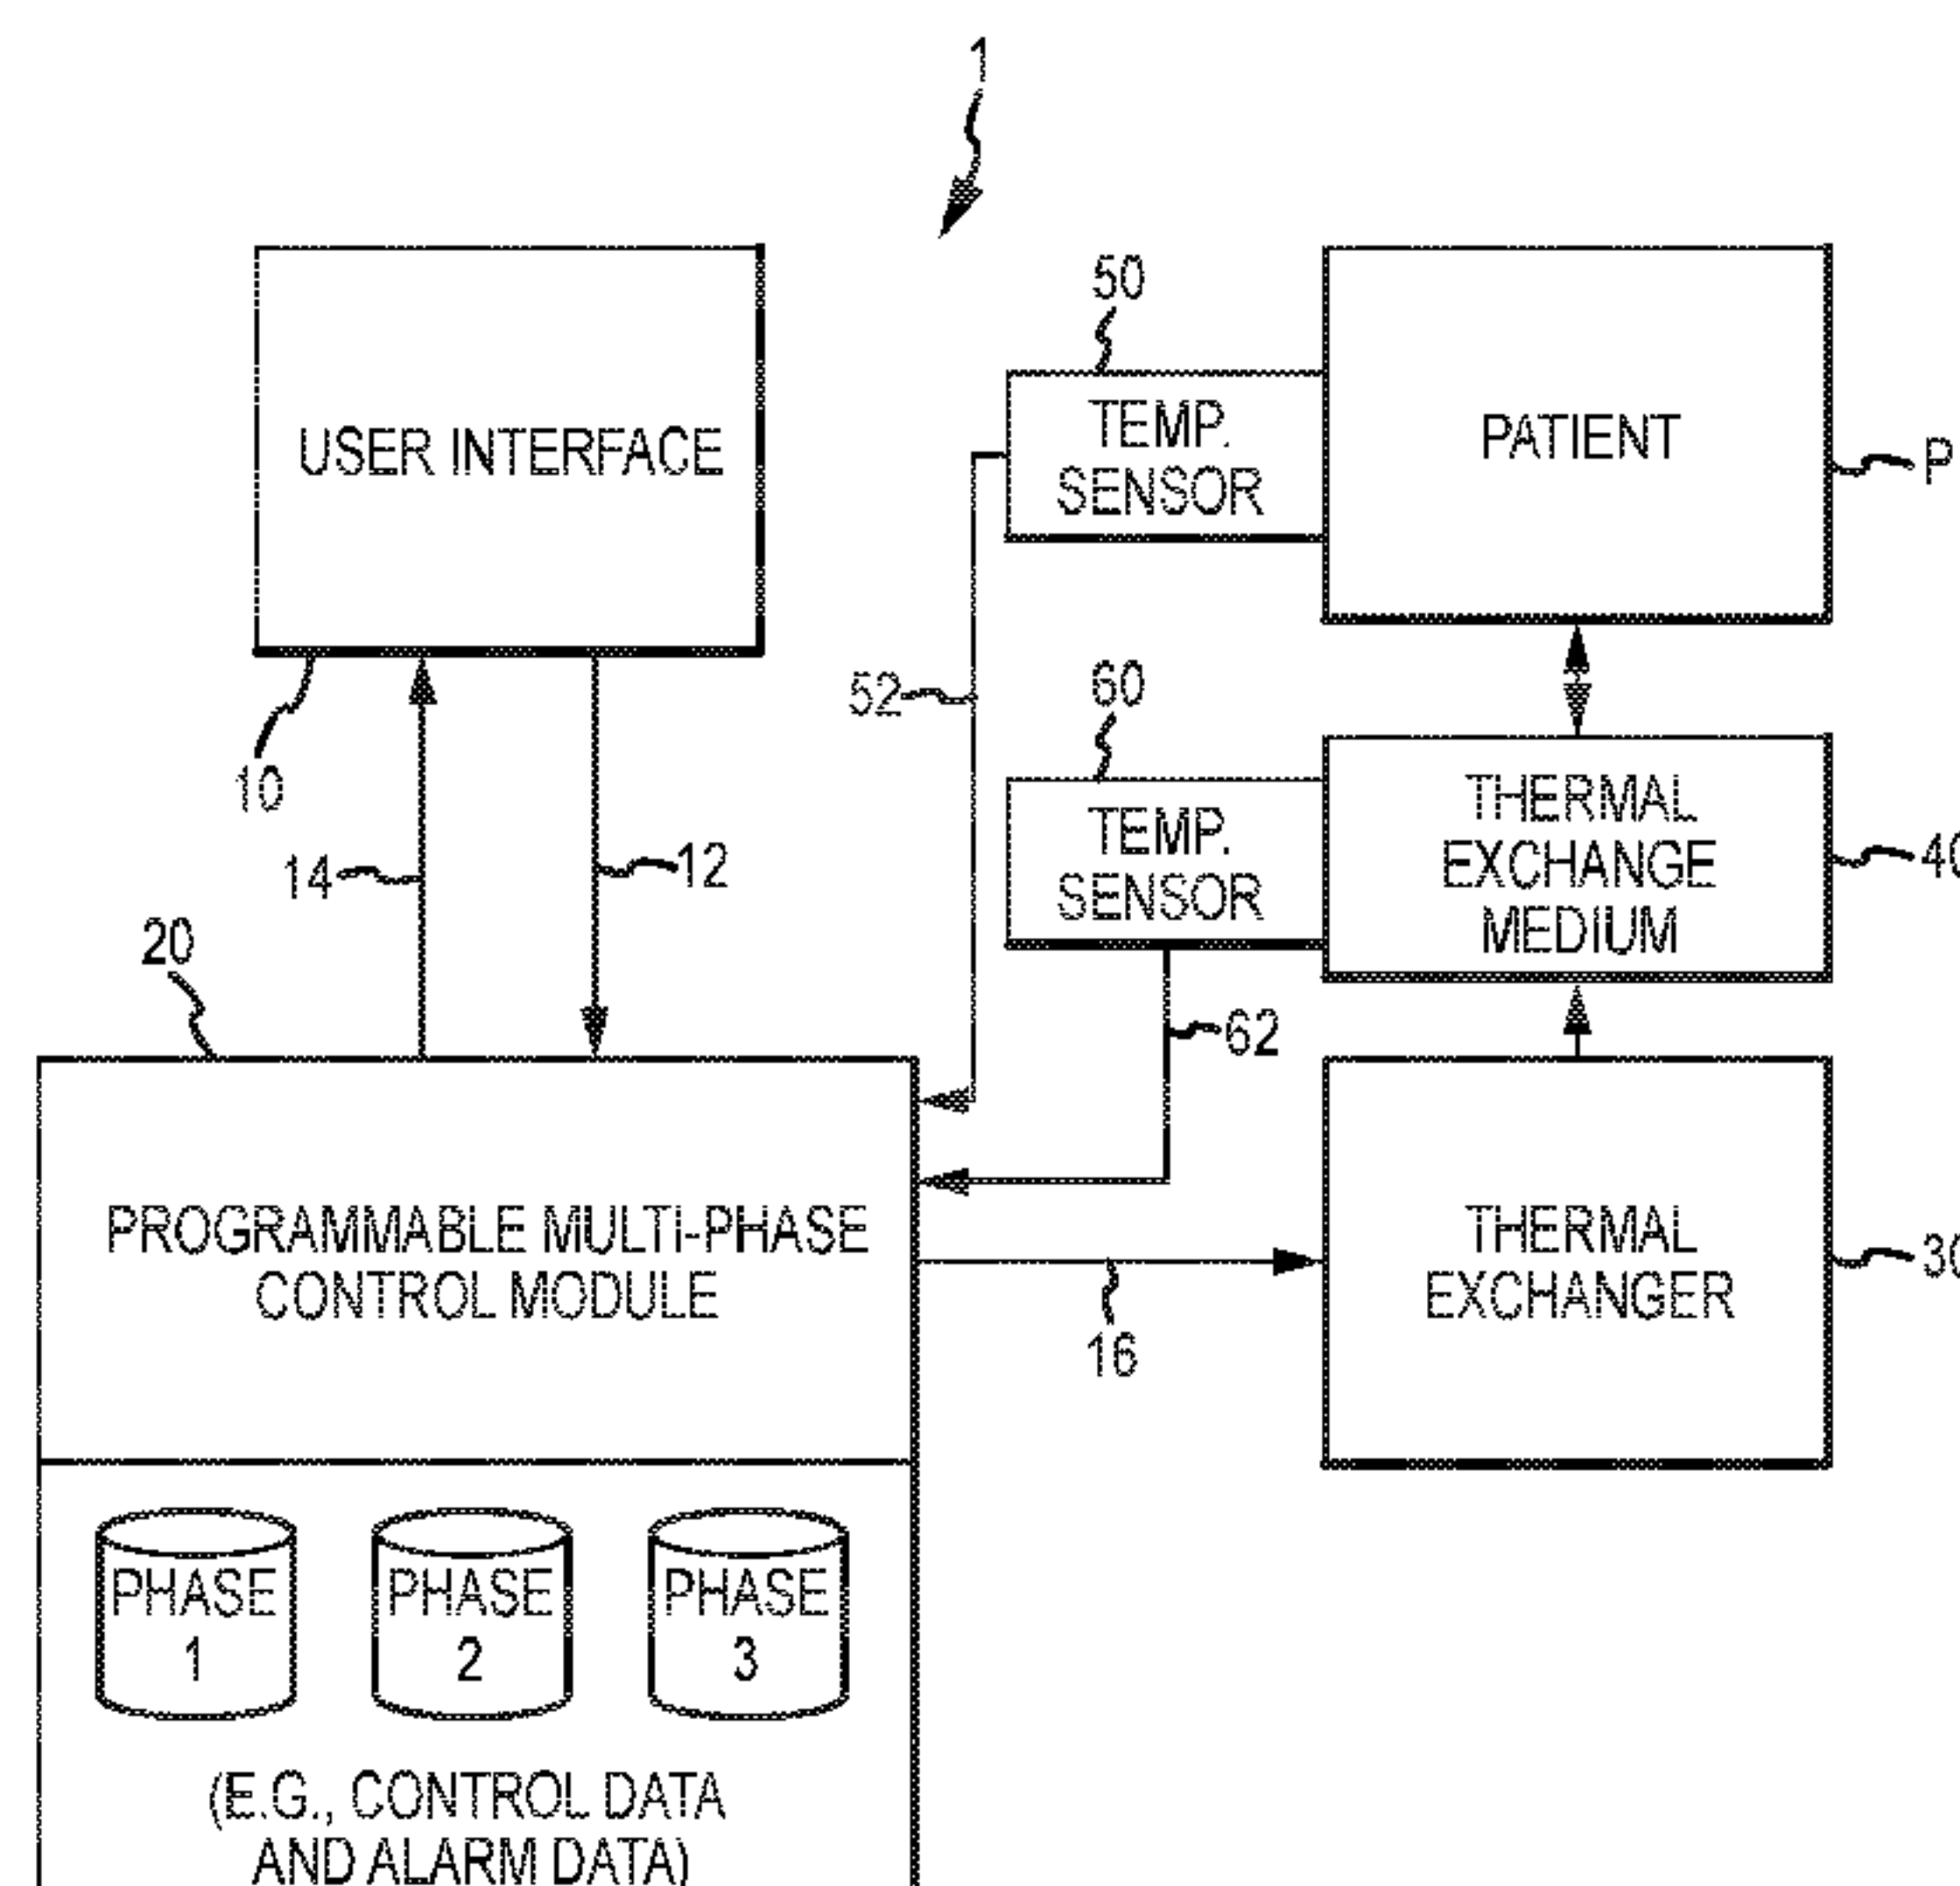 1
50
USER INTERFACE
TEMP.
SENSOR
PATIENT
P
52
60
10
14
12
TEMP.
SENSOR
THERMAL
EXCHANGE
MEDIUM
40
20
62
PROGRAMMABLE MULTI-PHASE
CONTROL MODULE
16
THERMAL
EXCHANGER
30
PHASE
1
PHASE
2
PHASE
3
(E.G., CONTROL DATA
AND ALARM DATA)